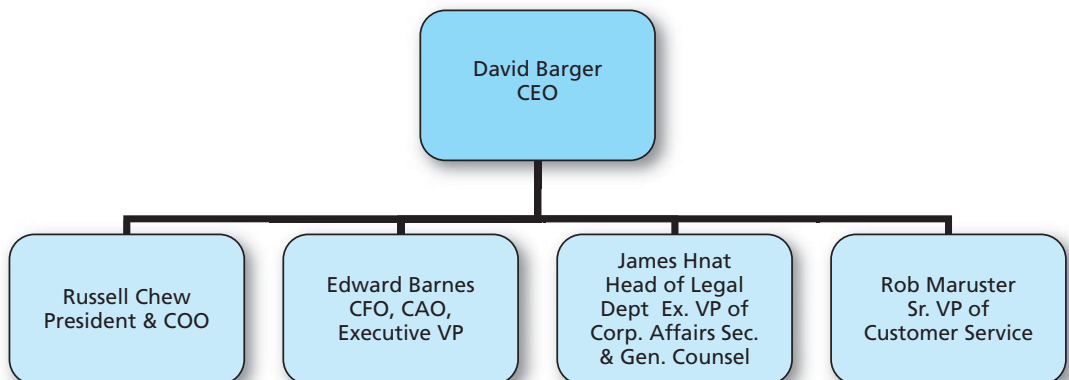 David Barger
CEO
Russell Chew
President & COO
Edward Barnes
CFO, CAO,
Executive VP
James Hnat
Head of Legal
Dept Ex. VP of
Corp. Affairs Sec.
& Gen. Counsel
Rob Maruster
Sr. VP of
Customer Service